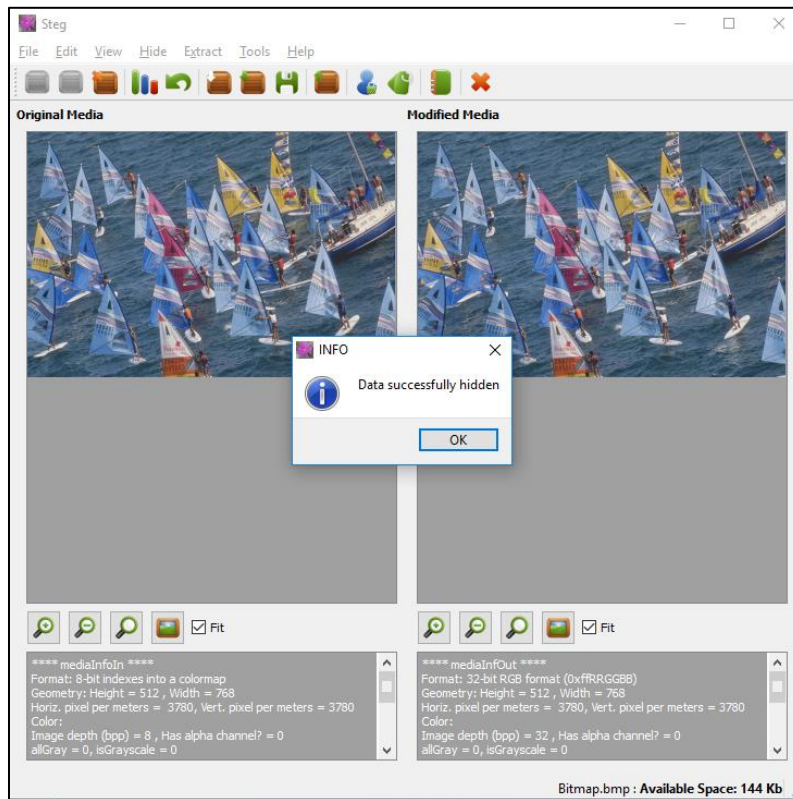 Steg
File Edit View Hide Extract Tools Help
Original Media
Modified Media
INFO
Data successfully hidden
OK
Fit
Fit
**** mediaInfoIn ****
Format: 8-bit indexes into a colormap
Geometry: Height = 512 , Width = 768
Horiz. pixel per meters = 3780, Vert. pixel per meters = 3780
Color:
Image depth (bpp) = 8 , Has alpha channel? = 0
allGray = 0, isGrayscale = 0
**** mediaInfOut ****
Format: 32-bit RGB format (0xffRRGGBB)
Geometry: Height = 512 , Width = 768
Horiz. pixel per meters = 3780, Vert. pixel per meters = 3780
Color:
Image depth (bpp) = 32 , Has alpha channel? = 0
allGray = 0, isGrayscale = 0
Bitmap.bmp : Available Space: 144 Kb